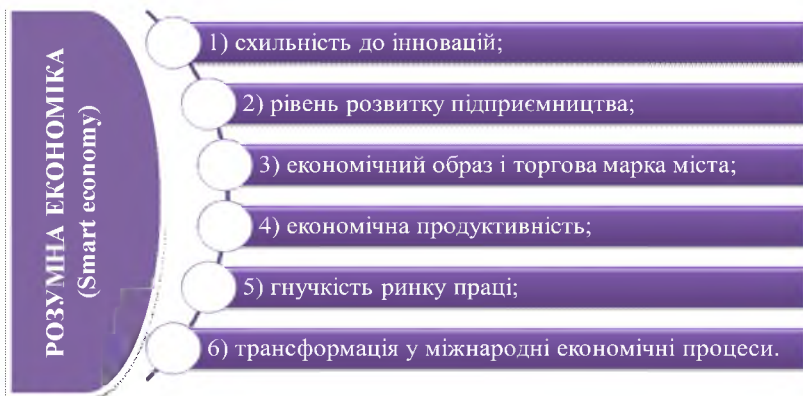 РОЗУМНА ЕКОНОМІКА
(Smart economy)
1) схильність до інновацій;
2) рівень розвитку підприємництва;
3) економічний образ і торгова марка міста;
4) економічна продуктивність;
5) гнучкість ринку праці;
6) трансформація у міжнародні економічні процеси.